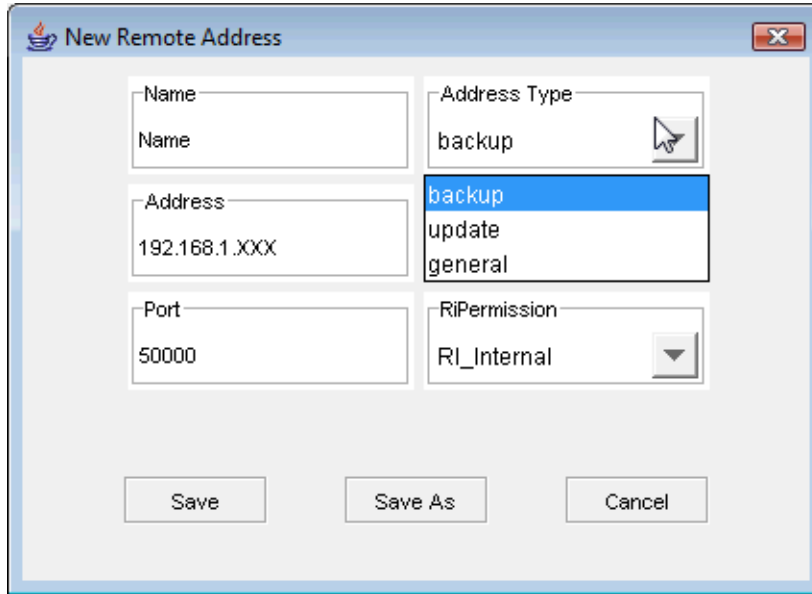 New Remote Address
Name
Name
Address Type
backup
Address
192.168.1.XXX
backup
update
general
Port
50000
RiPermission
RI_Internal
Save
Save As
Cancel